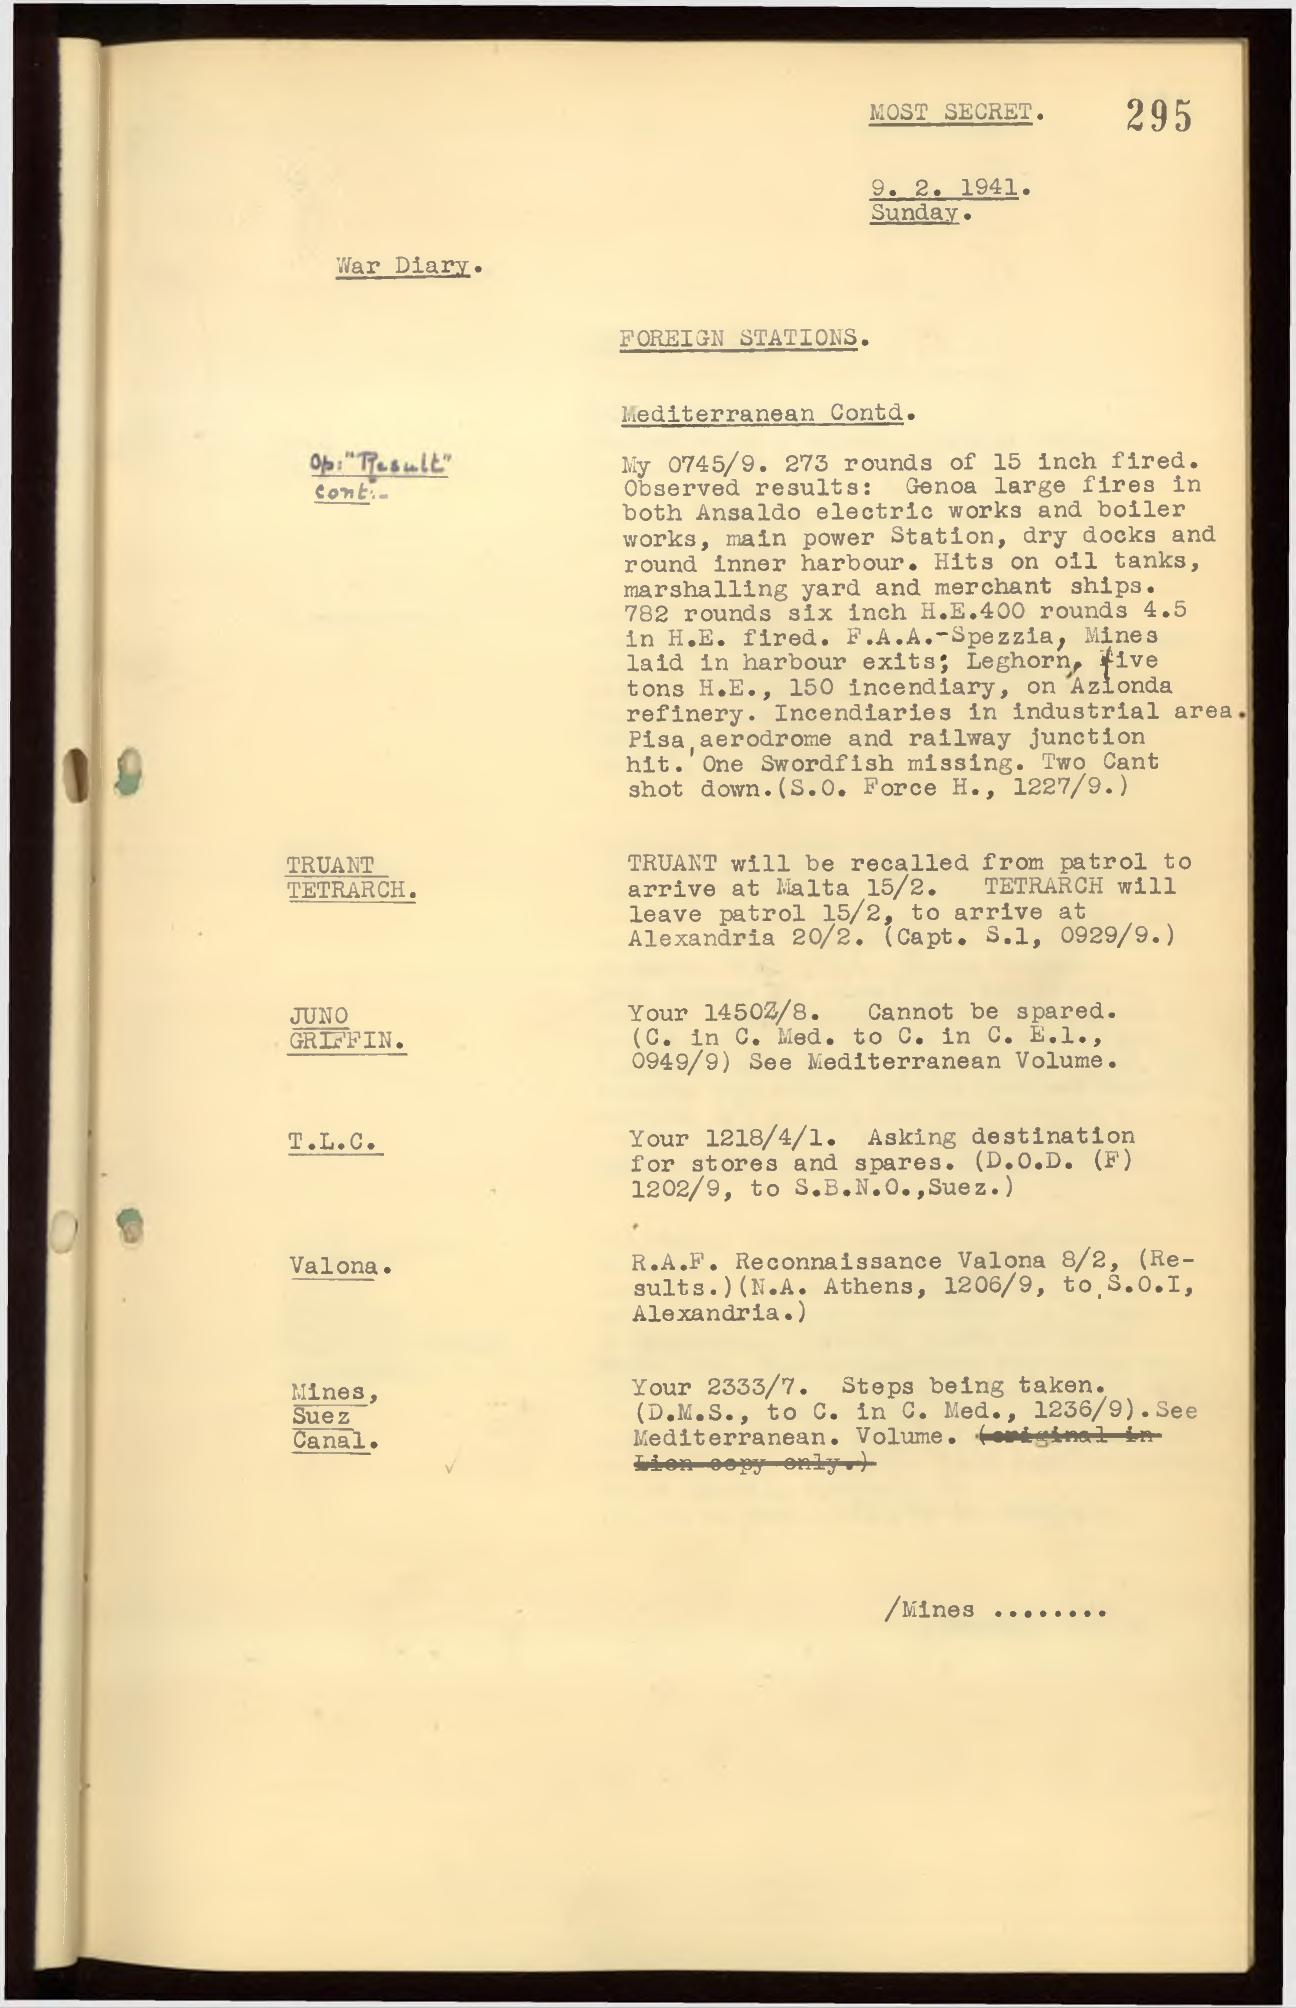 MOST SECRET. 295
9. 2. 1941.
Sunday.
War Diary.
FOREIGN STATIONS.
Mediterranean Contd.
Op: "Result"
cont:-
My 0745/9. 273 rounds of 15 inch fired.
Observed results: Genoa large fires in
both Ansaldo electric works and boiler
works, main power Station, dry docks and
round inner harbour. Hits on oil tanks,
marshalling yard and merchant ships.
782 rounds six inch H.E.400 rounds 4.5
in H.E. fired. F.A.A.-Spezzia, Mines
laid in harbour exits; Leghorn, five
tons H.E., 150 incendiary, on Azionda
refinery. Incendiaries in industrial area.
Pisa, aerodrome and railway junction
hit. One Swordfish missing. Two Cant
shot down.(S.O. Force H., 1227/9.)
TRUANT
TETRARCH.
TRUANT will be recalled from patrol to
arrive at Malta 15/2. TETRARCH will
leave patrol 15/2, to arrive at
Alexandria 20/2. (Capt. S.1, 0929/9.)
JUNO
GRIFFIN.
Your 1450Z/8. Cannot be spared.
(C. in C. Med. to C. in C. E.1.,
0949/9) See Mediterranean Volume.
T.L.C.
Your 1218/4/1. Asking destination
for stores and spares. (D.O.D. (F)
1202/9, to S.B.N.O.,Suez.)
Valona.
R.A.F. Reconnaissance Valona 8/2, (Re-
sults.)(N.A. Athens, 1206/9, to S.O.I,
Alexandria.)
Mines,
Suez
Canal.
Your 2333/7. Steps being taken.
(D.M.S., to C. in C. Med., 1236/9).See
Mediterranean. Volume. (original in
Lion copy only.)
/Mines ........